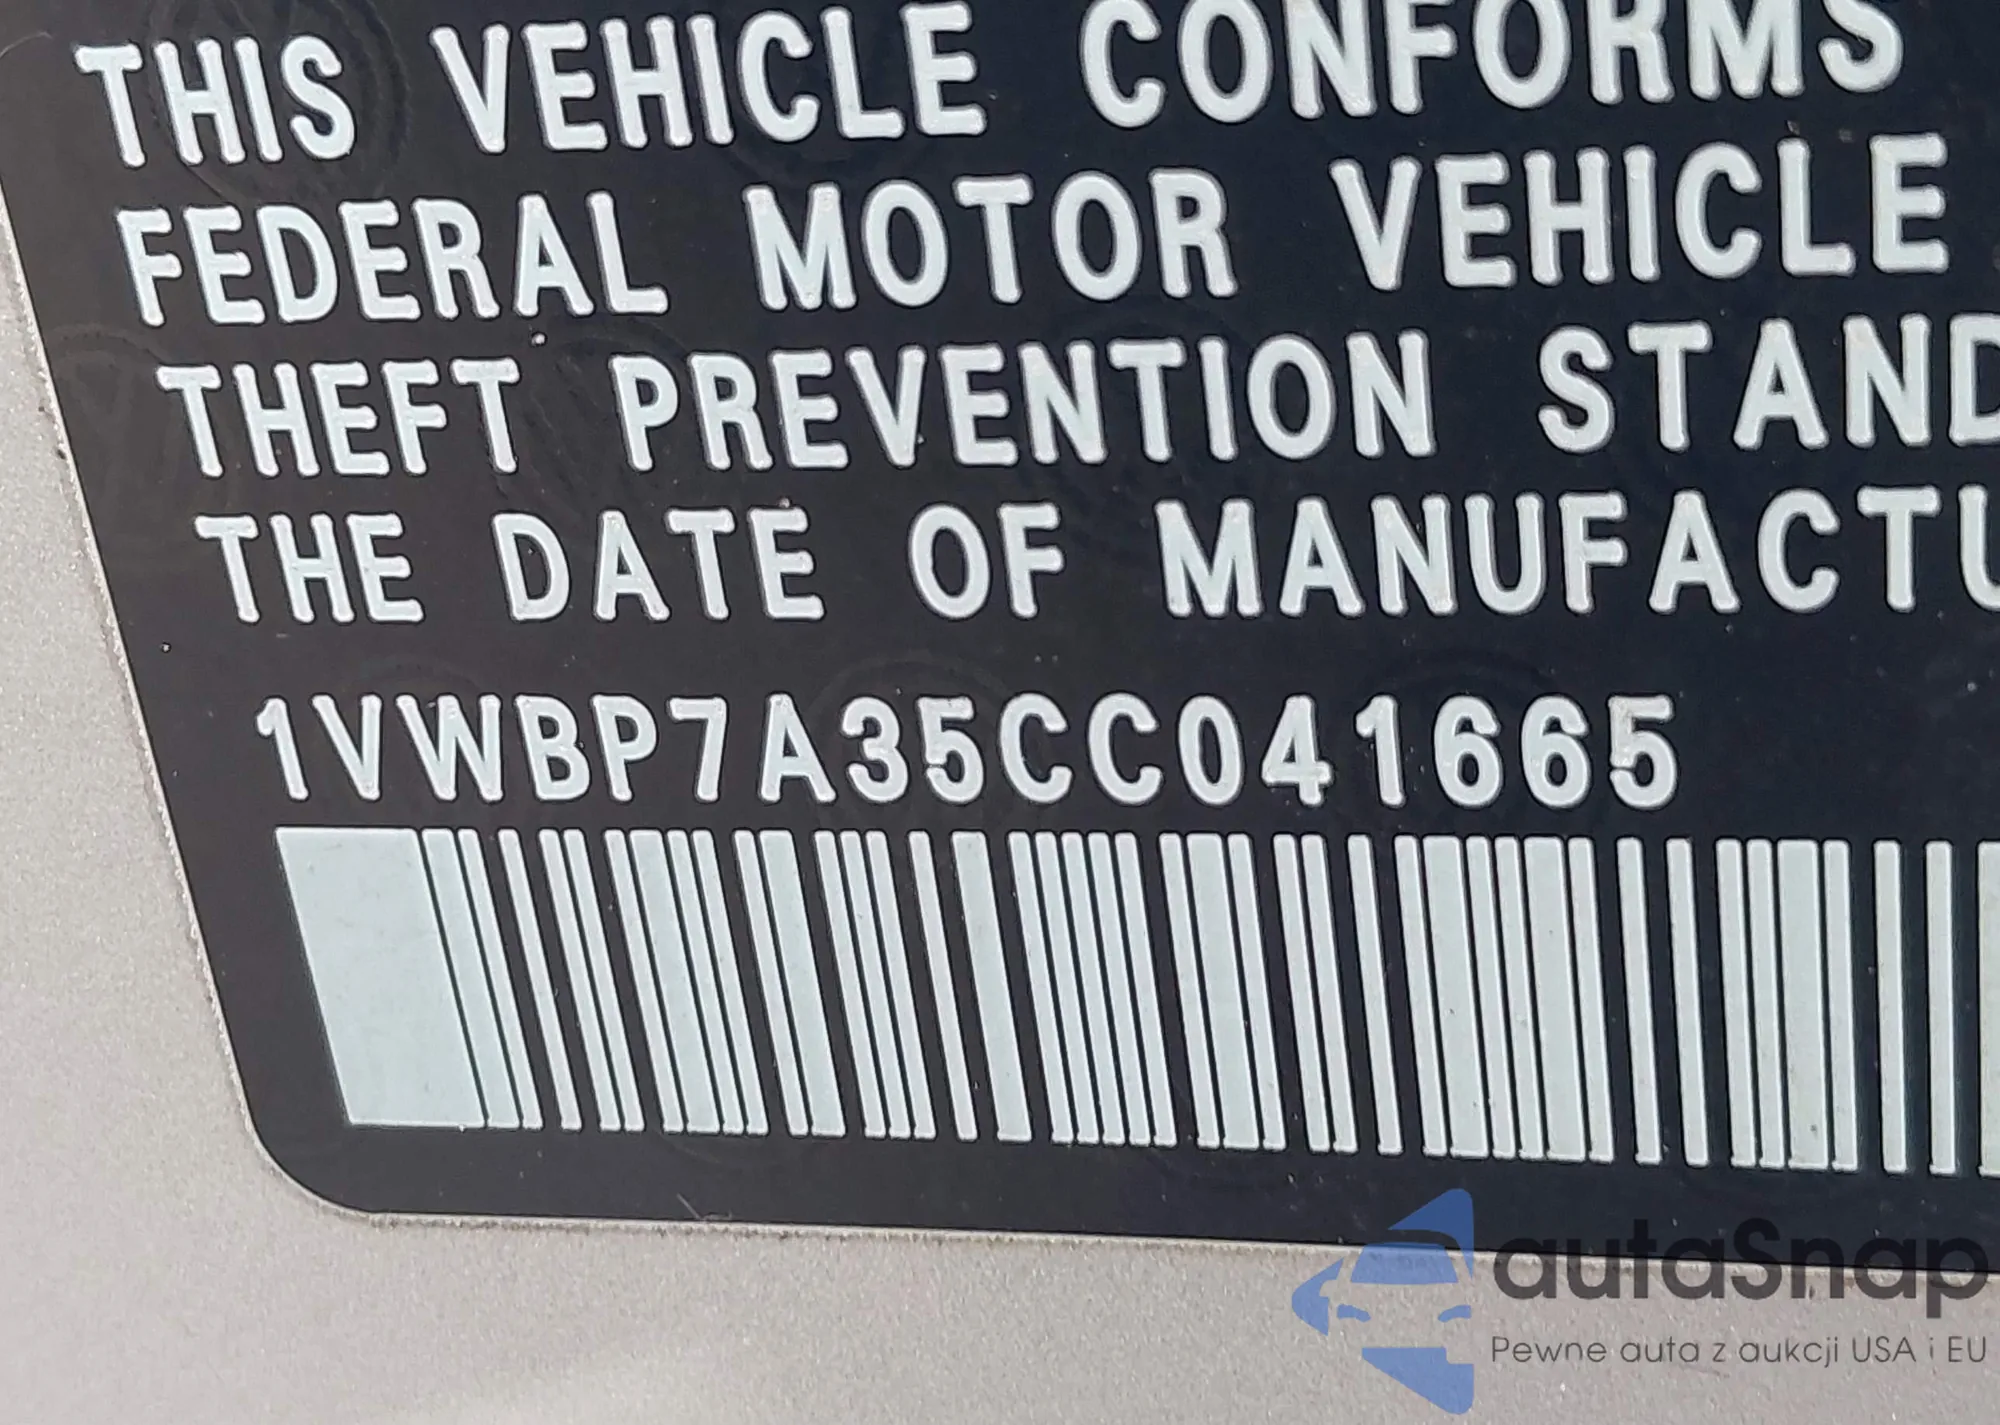 THIS VEHICLE CONFORMS
FEDERAL MOTOR VEHICLE
THEFT PREVENTION STAND
THE DATE OF MANUFACTU
1VWBP7A35CC041665
autaSnap
Pewne auta z aukcji USA i EU